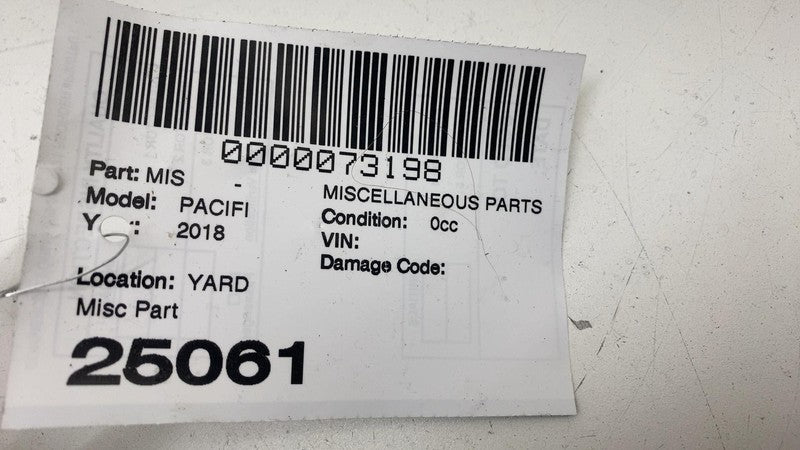 0000073198
Part: MIS - MISCELLANEOUS PARTS
Model: PACIFI Condition: 0cc
Y r: 2018 VIN:
Damage Code:
Location: YARD
Misc Part
25061